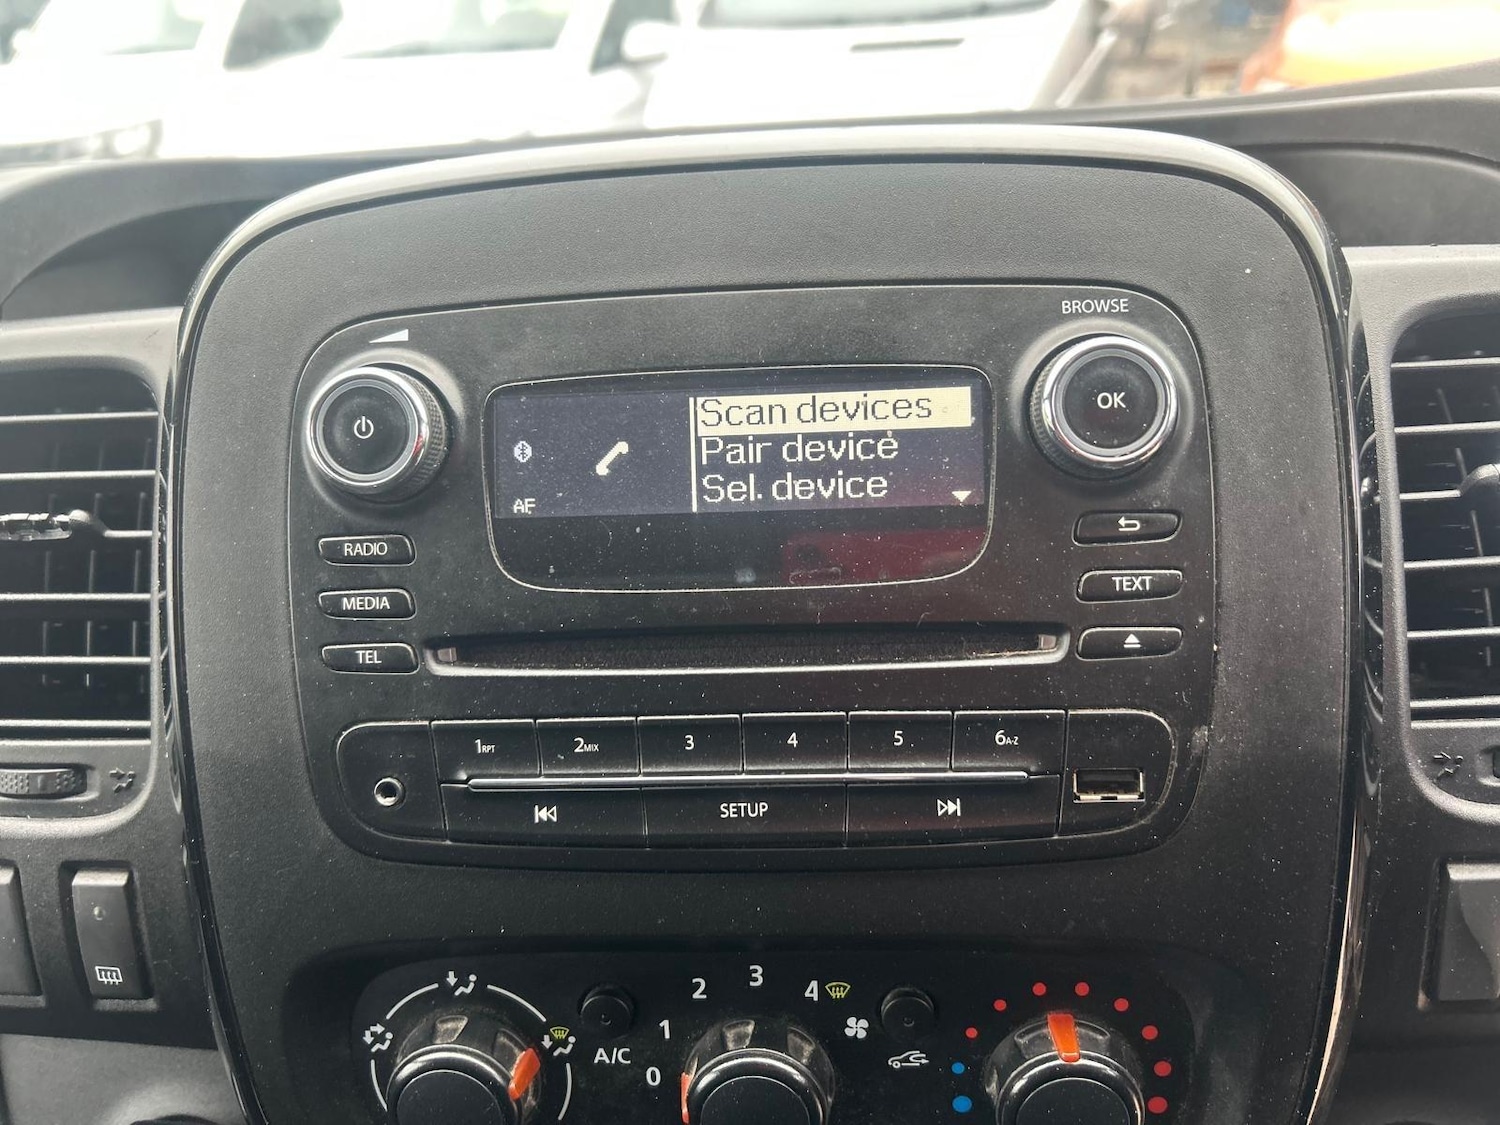 BROWSE
OK
Scan devices
Pair device
Sel. device
AF
RADIO
MEDIA
TEL
TEXT
1RPT
2MIX
3
4
5
6A-Z
SETUP
0
1
2
3
4
A/C